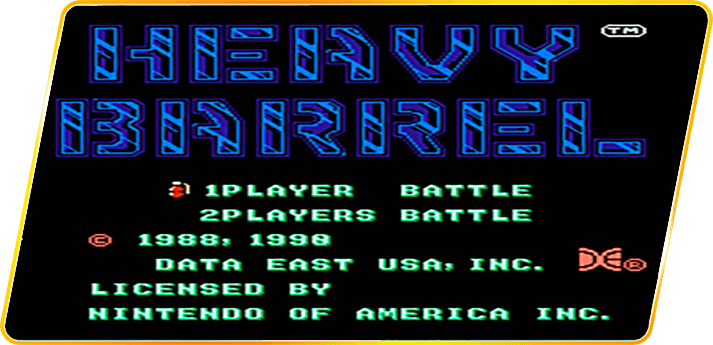 HEAVY TM
BARREL
1PLAYER BATTLE
2PLAYERS BATTLE
© 1988, 1990
DATA EAST USA, INC. ®
LICENSED BY
NINTENDO OF AMERICA INC.